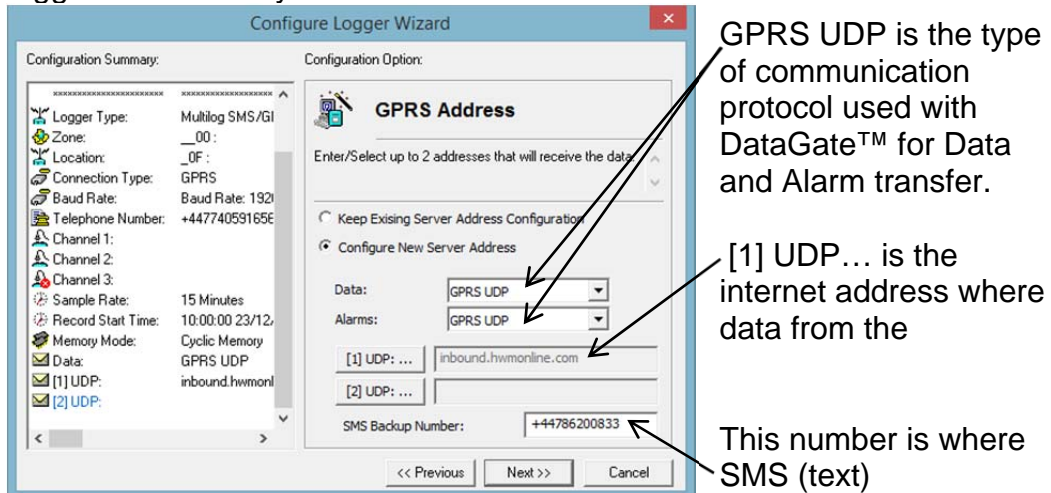 Configure Logger Wizard
Configuration Summary:
Logger Type: Multilog SMS/GI
Zone: __00 :
Location: _0F :
Connection Type: GPRS
Baud Rate: Baud Rate: 192
Telephone Number: +447740591656
Channel 1:
Channel 2:
Channel 3:
Sample Rate: 15 Minutes
Record Start Time: 10:00:00 23/12/
Memory Mode: Cyclic Memory
Data: GPRS UDP
[1] UDP: inbound.hwmonl
[2] UDP:
Configuration Option:
GPRS Address
Enter/Select up to 2 addresses that will receive the data.
Keep Exising Server Address Configuration
Configure New Server Address
Data: GPRS UDP
Alarms: GPRS UDP
[1] UDP: ... inbound.hwmonline.com
[2] UDP: ...
SMS Backup Number: +44786200833
<< Previous Next >> Cancel
GPRS UDP is the type
of communication
protocol used with
DataGate™ for Data
and Alarm transfer.
[1] UDP… is the
internet address where
data from the
This number is where
SMS (text)